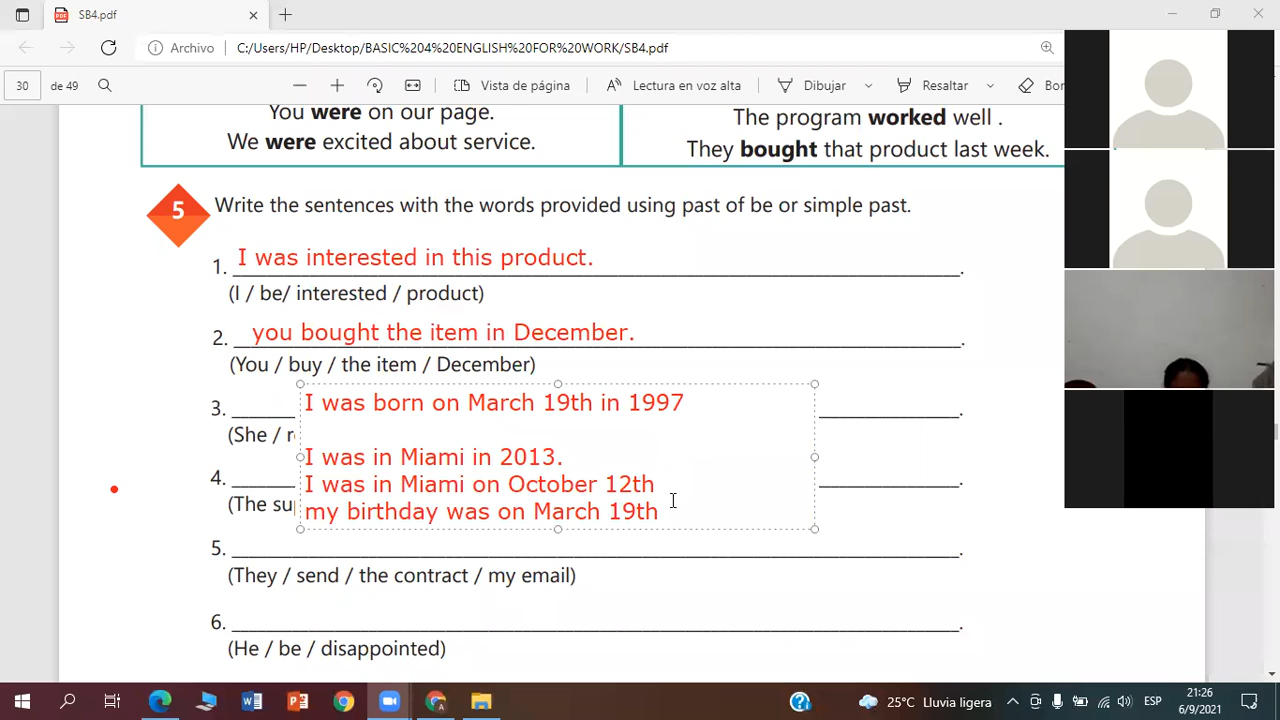 SB4.pdf
Archivo C:/Users/HP/Desktop/BASIC%204%20ENGLISH%20FOR%20WORK/SB4.pdf
30 de 49 Vista de página Lectura en voz alta Dibujar Resaltar Bor
You were on our page.
We were excited about service.
The program worked well .
They bought that product last week.
5 Write the sentences with the words provided using past of be or simple past.
1. I was interested in this product. .
(I / be/ interested / product)
2. you bought the item in December. .
(You / buy / the item / December)
3. I was born on March 19th in 1997 .
(She / r
I was in Miami in 2013.
4. I was in Miami on October 12th .
(The su my birthday was on March 19th
5. .
(They / send / the contract / my email)
6. .
(He / be / disappointed)
25°C Lluvia ligera ESP 21:26
6/9/2021